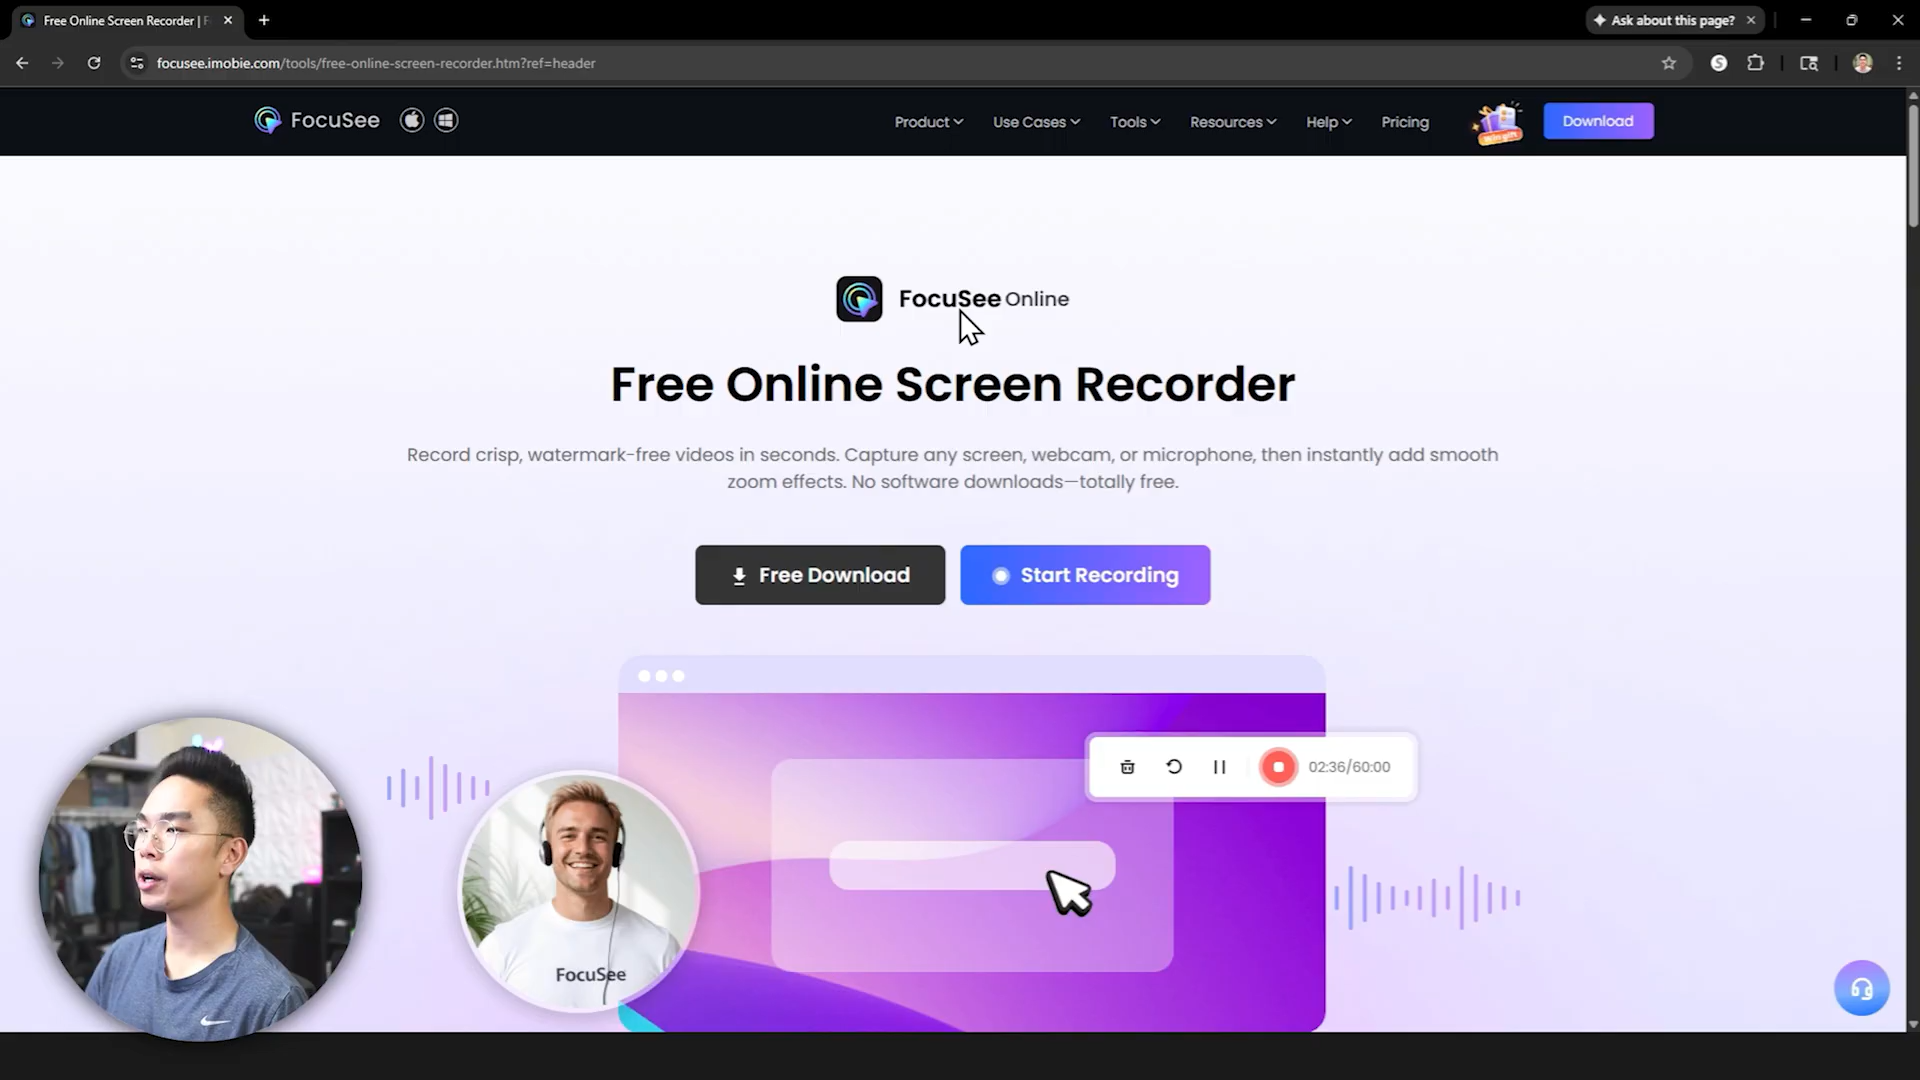 Free Online Screen Recorder | F
Ask about this page?
focusee.imobie.com/tools/free-online-screen-recorder.htm?ref=header
FocuSee
Product
Use Cases
Tools
Resources
Help
Pricing
Win gift
Download
FocuSee Online
Free Online Screen Recorder
Record crisp, watermark-free videos in seconds. Capture any screen, webcam, or microphone, then instantly add smooth
zoom effects. No software downloads—totally free.
Free Download
Start Recording
02:36/60:00
FocuSee